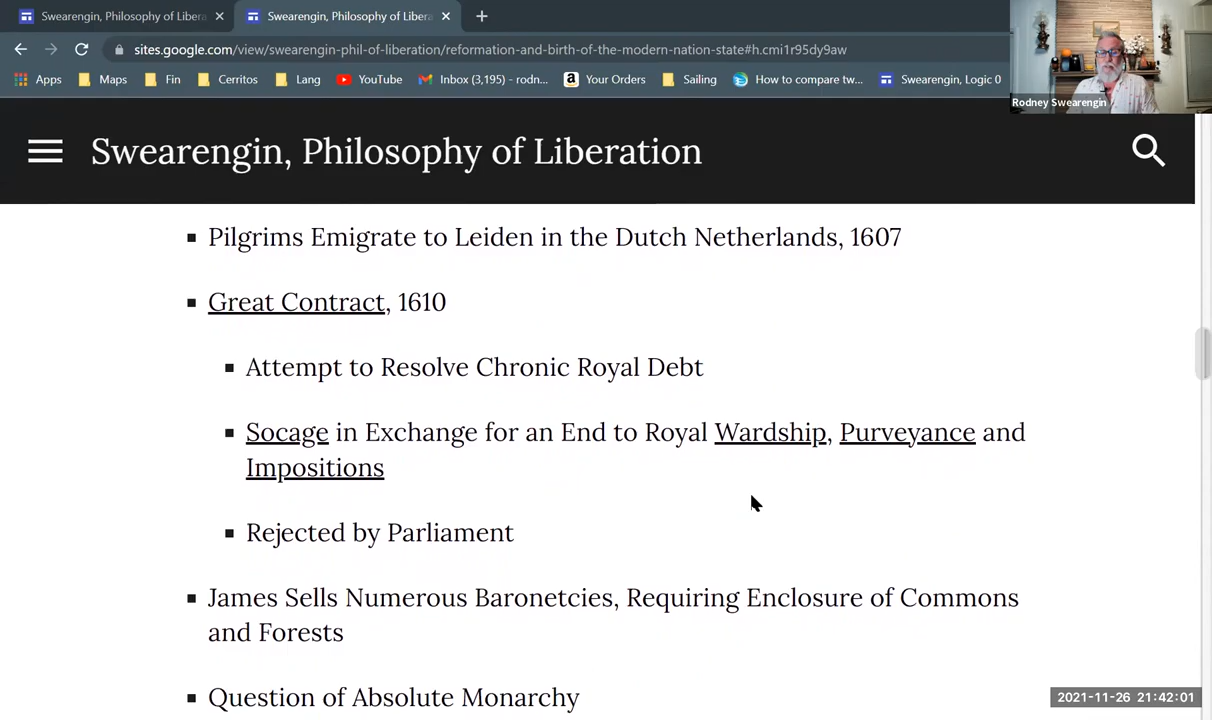 Swearengin, Philosophy of Libera
Swearengin, Philosophy of Libera
sites.google.com/view/swearengin-phil-of-liberation/reformation-and-birth-of-the-modern-nation-state#h.cmi1r95dy9aw
Apps Maps Fin Cerritos Lang YouTube Inbox (3,195) - rodn... Your Orders Sailing How to compare tw... Swearengin, Logic 0
Rodney Swearengin
Swearengin, Philosophy of Liberation
▪ Pilgrims Emigrate to Leiden in the Dutch Netherlands, 1607
▪ Great Contract, 1610
▪ Attempt to Resolve Chronic Royal Debt
▪ Socage in Exchange for an End to Royal Wardship, Purveyance and
Impositions
▪ Rejected by Parliament
▪ James Sells Numerous Baronetcies, Requiring Enclosure of Commons
and Forests
▪ Question of Absolute Monarchy
2021-11-26 21:42:01